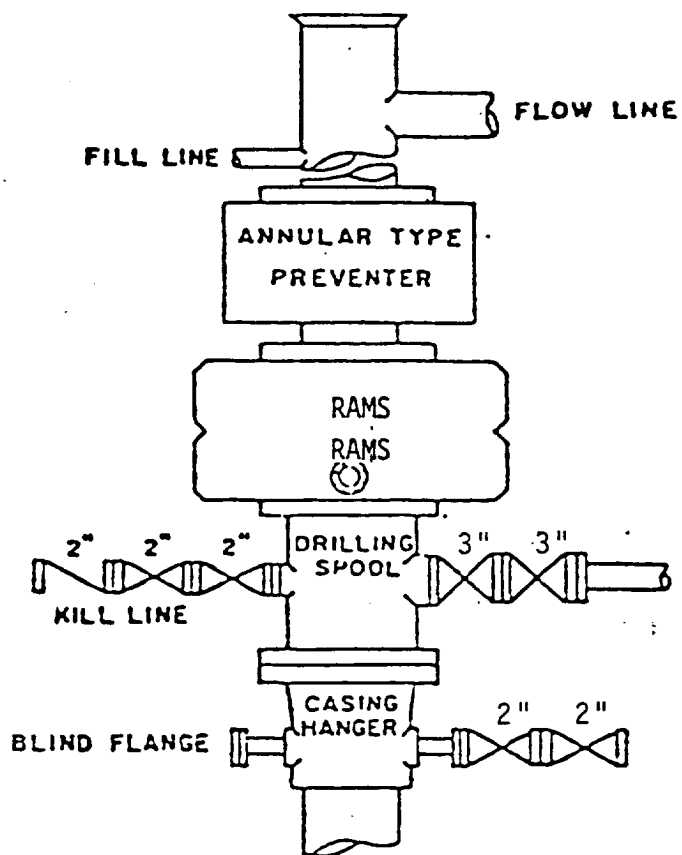 FLOW LINE
FILL LINE
ANNULAR TYPE
PREVENTER
RAMS
RAMS
2" 2" 2"
DRILLING
SPOOL
3" 3"
KILL LINE
CASING
HANGER
2" 2"
BLIND FLANGE